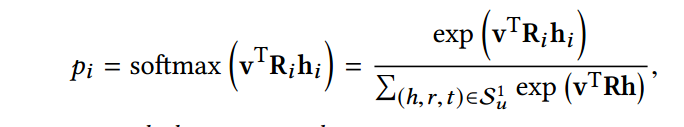 p_i = softmax (v^T R_i h_i) = exp (v^T R_i h_i) / ∑_{(h,r,t)∈S_u^1} exp (v^T R h) ,